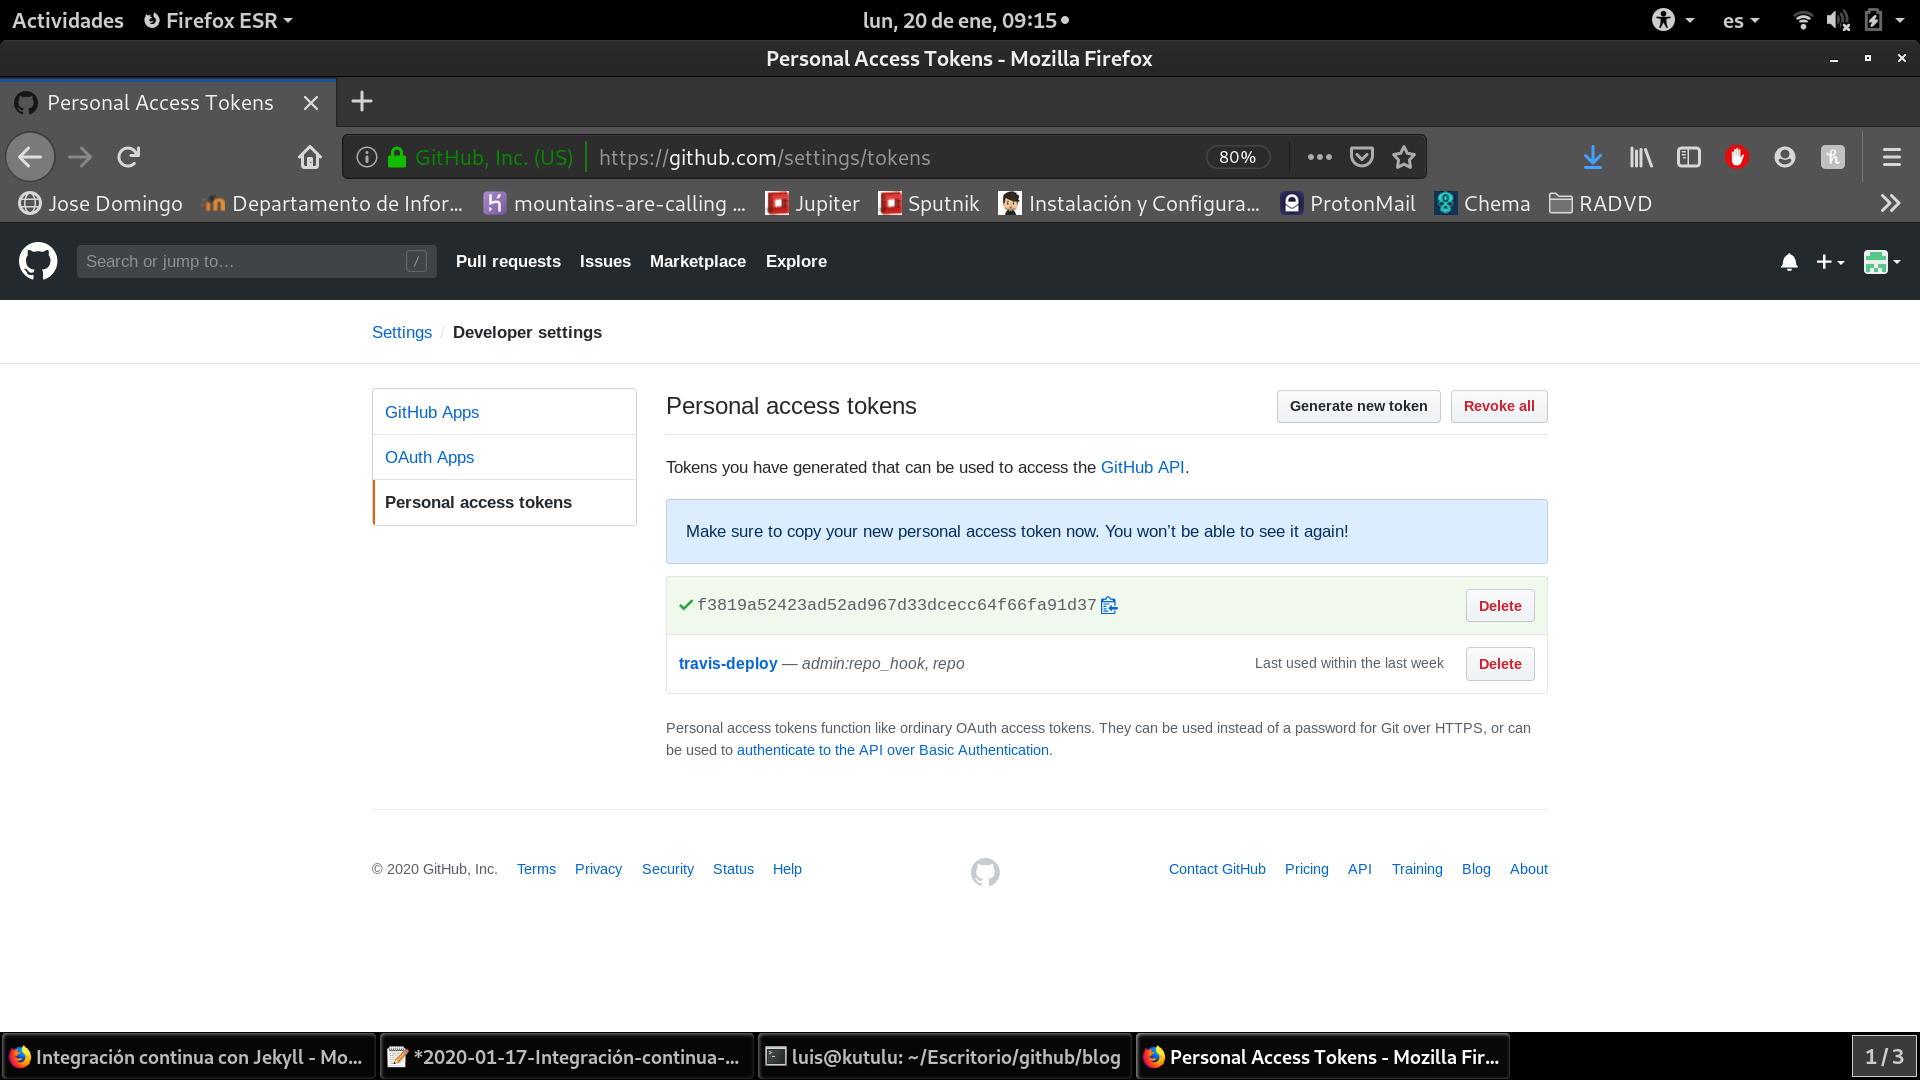 Actividades Firefox ESR lun, 20 de ene, 09:15 es
Personal Access Tokens - Mozilla Firefox
Personal Access Tokens
GitHub, Inc. (US) https://github.com/settings/tokens 80%
Jose Domingo Departamento de Infor… mountains-are-calling … Jupiter Sputnik Instalación y Configura… ProtonMail Chema RADVD
Search or jump to… / Pull requests Issues Marketplace Explore
Settings / Developer settings
GitHub Apps
OAuth Apps
Personal access tokens
Personal access tokens Generate new token Revoke all
Tokens you have generated that can be used to access the GitHub API.
Make sure to copy your new personal access token now. You won’t be able to see it again!
f3819a52423ad52ad967d33dcecc64f66fa91d37 Delete
travis-deploy — admin:repo_hook, repo Last used within the last week Delete
Personal access tokens function like ordinary OAuth access tokens. They can be used instead of a password for Git over HTTPS, or can
be used to authenticate to the API over Basic Authentication.
© 2020 GitHub, Inc. Terms Privacy Security Status Help Contact GitHub Pricing API Training Blog About
Integración continua con Jekyll - Mo… *2020-01-17-Integración-continua-… luis@kutulu: ~/Escritorio/github/blog Personal Access Tokens - Mozilla Fir… 1 / 3